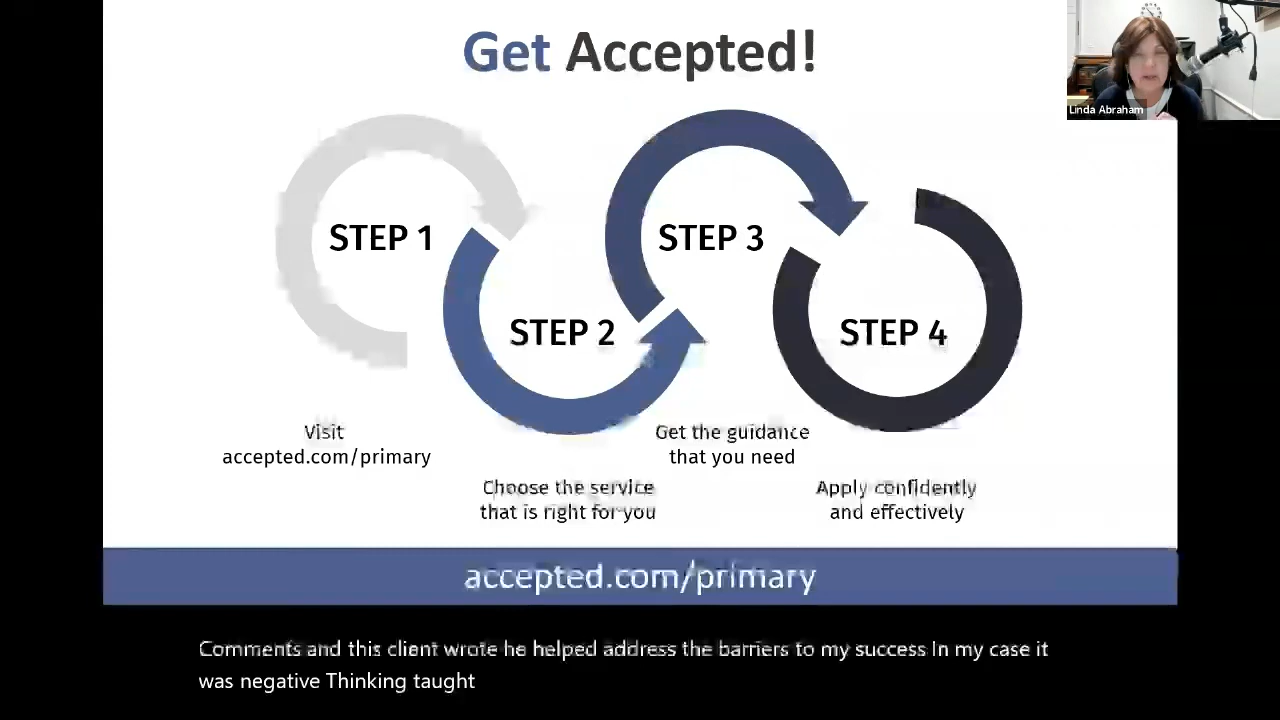 Get Accepted!
Linda Abraham
STEP 1
STEP 3
STEP 2
STEP 4
Visit
accepted.com/primary
Get the guidance
that you need
Choose the service
that is right for you
Apply confidently
and effectively
accepted.com/primary
Comments and this client wrote he helped address the barriers to my success In my case it
was negative Thinking taught